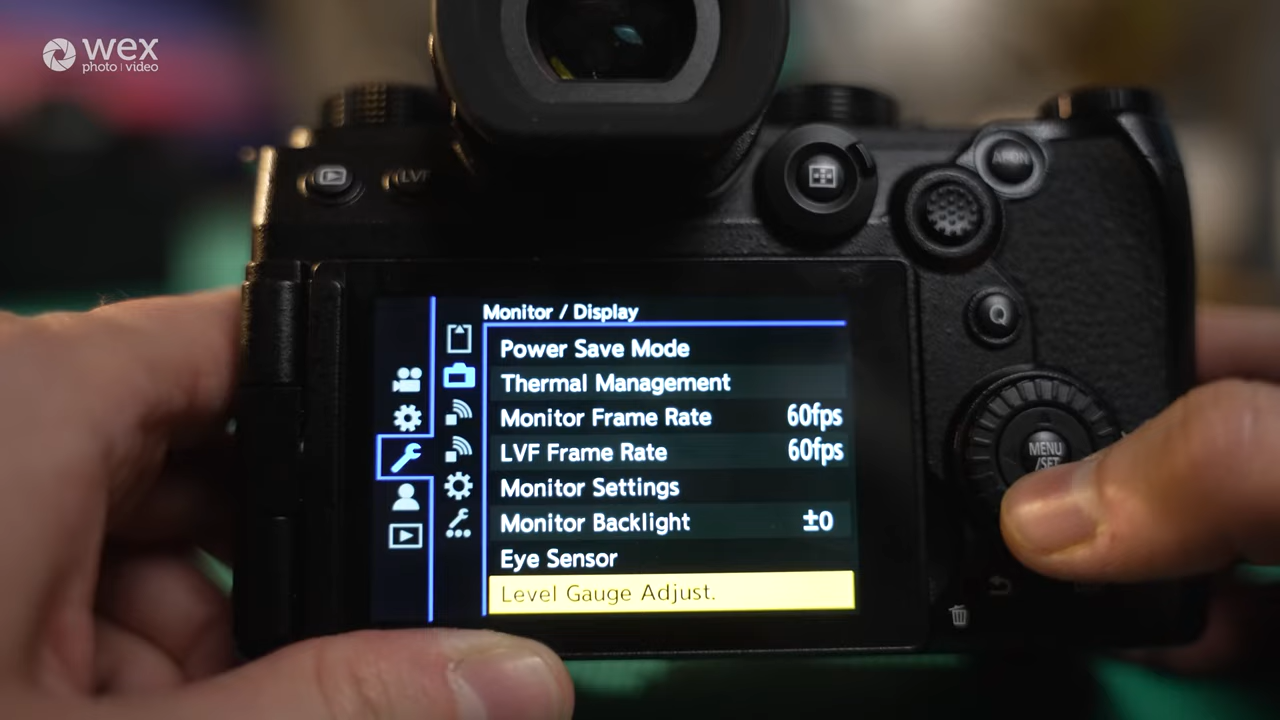 wex
photo | video
LVF
AF ON
Q
MENU
/SET
Monitor / Display
Power Save Mode
Thermal Management
Monitor Frame Rate 60fps
LVF Frame Rate 60fps
Monitor Settings
Monitor Backlight ±0
Eye Sensor
Level Gauge Adjust.